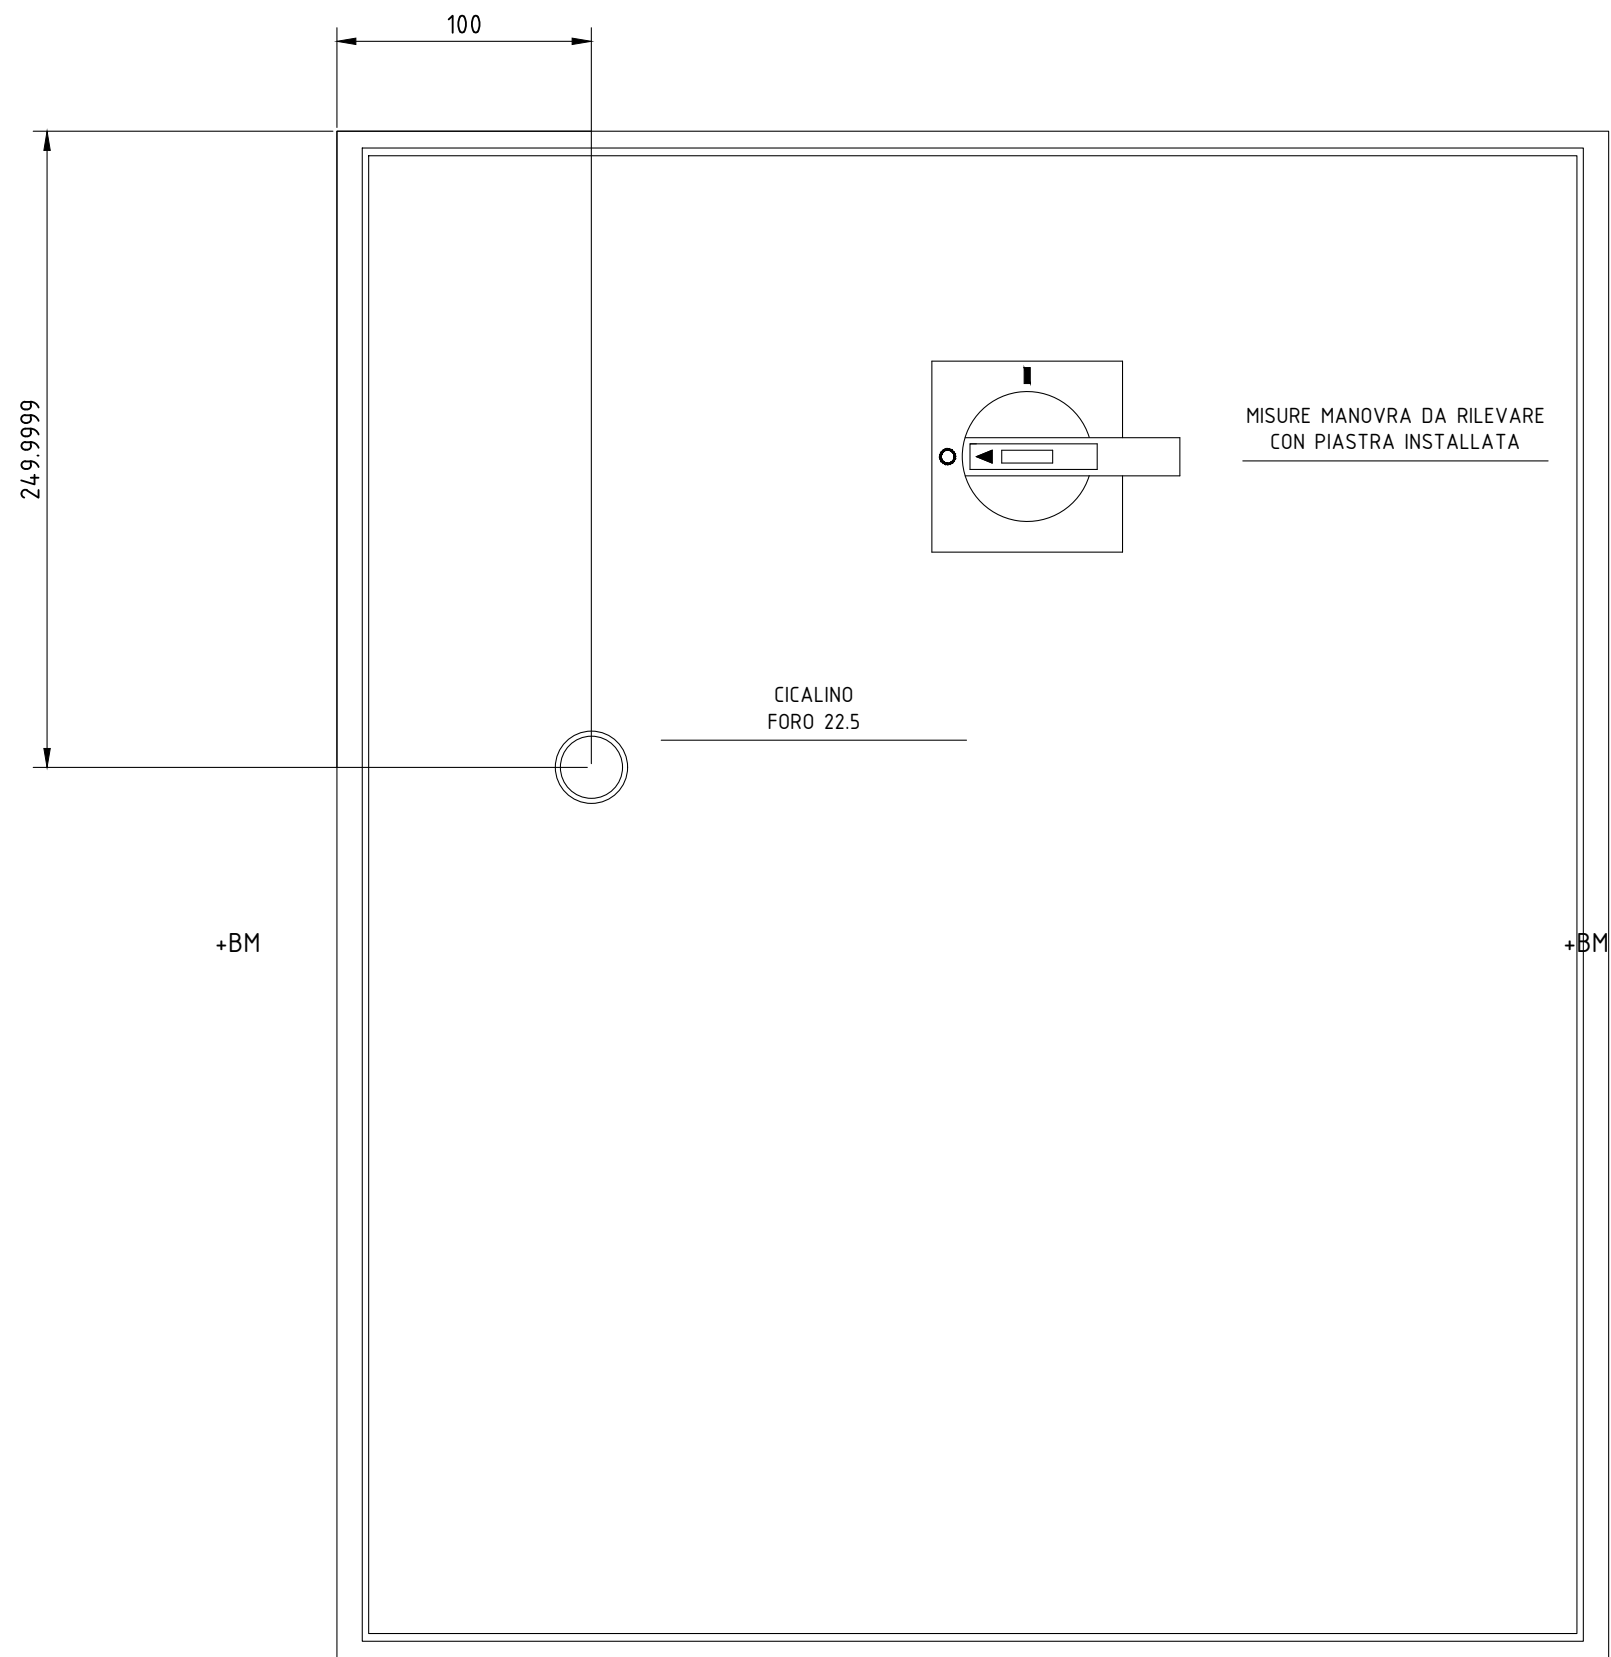 100
249.9999
MISURE MANOVRA DA RILEVARE
CON PIASTRA INSTALLATA
CICALINO
FORO 22.5
+BM
+BM